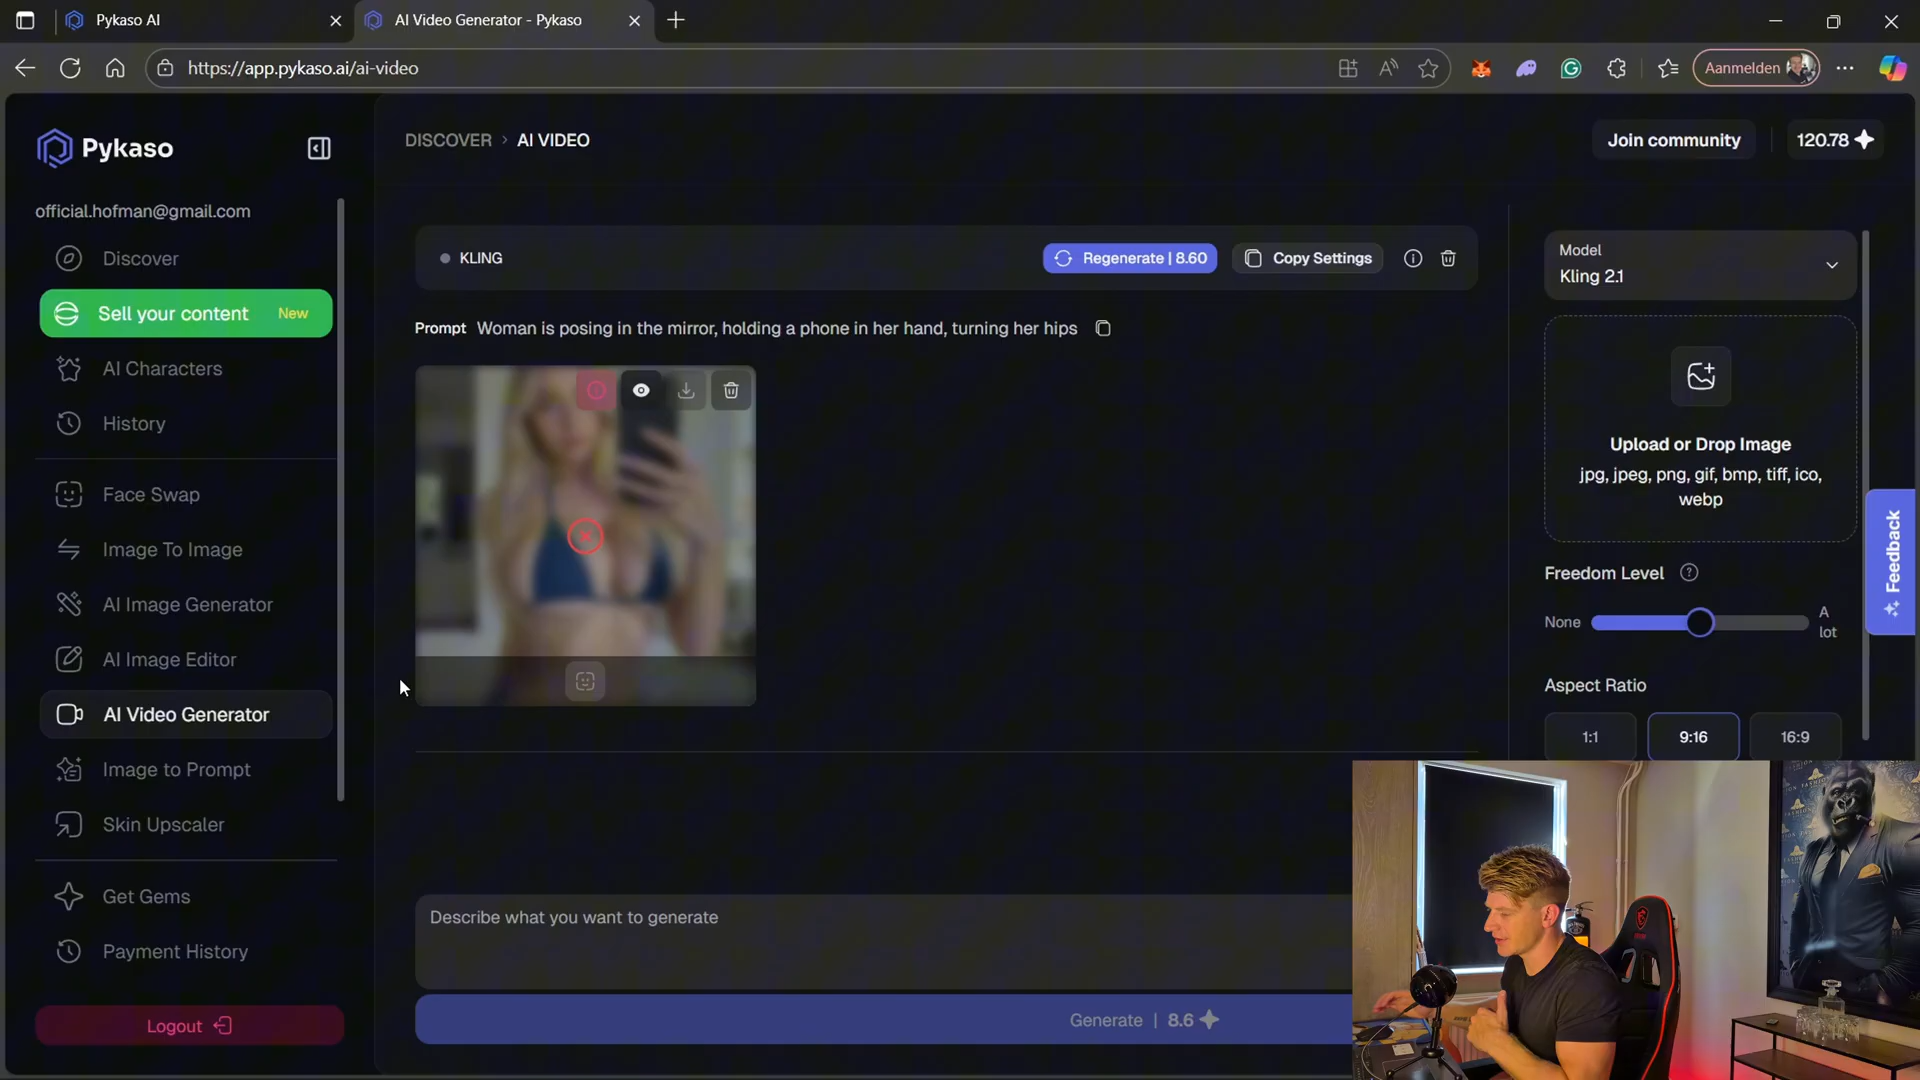 Pykaso AI
AI Video Generator - Pykaso
https://app.pykaso.ai/ai-video
Aanmelden
Pykaso
DISCOVER › AI VIDEO
Join community
120.78
official.hofman@gmail.com
Discover
Sell your content New
AI Characters
History
Face Swap
Image To Image
AI Image Generator
AI Image Editor
AI Video Generator
Image to Prompt
Skin Upscaler
Get Gems
Payment History
Logout
KLING
Regenerate | 8.60
Copy Settings
Prompt Woman is posing in the mirror, holding a phone in her hand, turning her hips
Describe what you want to generate
Generate | 8.6
Model
Kling 2.1
Upload or Drop Image
jpg, jpeg, png, gif, bmp, tiff, ico,
webp
Freedom Level
None
A
lot
Aspect Ratio
1:1
9:16
16:9
Feedback